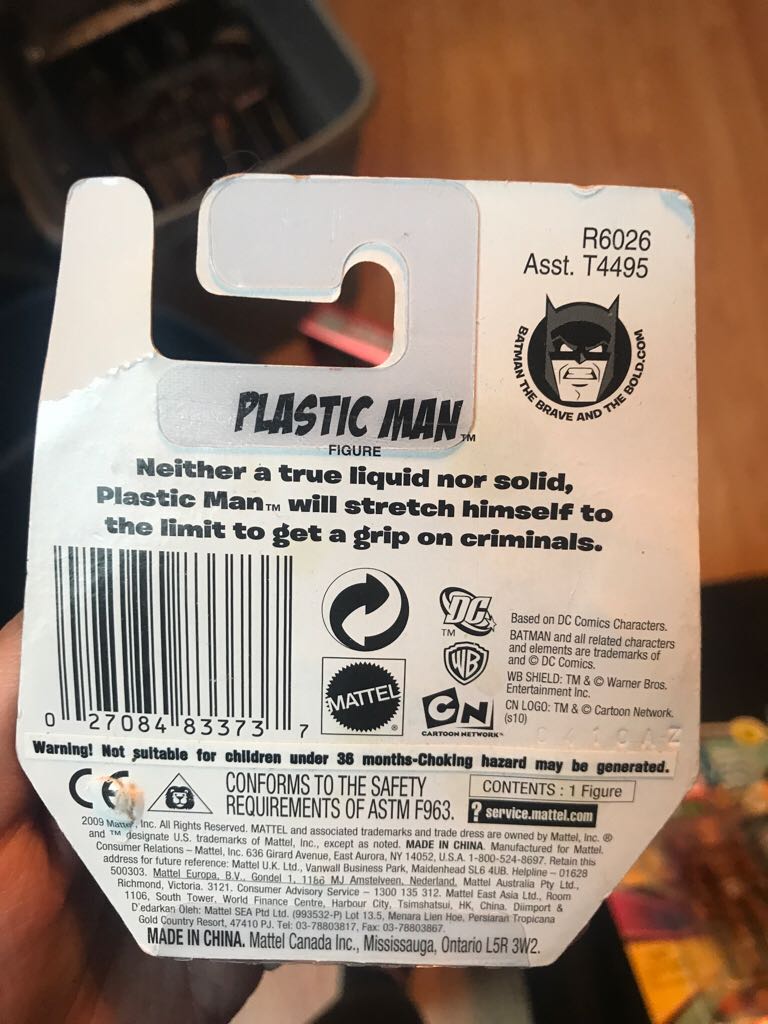 R6026
Asst. T4495
BATMAN THE BRAVE AND THE BOLD.COM
PLASTIC MAN™
FIGURE
Neither a true liquid nor solid,
Plastic Man™ will stretch himself to
the limit to get a grip on criminals.
0 27084 83373 7
MATTEL®
DC™
WB
CN
CARTOON NETWORK™
Based on DC Comics Characters.
BATMAN and all related characters
and elements are trademarks of
and © DC Comics.
WB SHIELD: TM & © Warner Bros.
Entertainment Inc.
CN LOGO: TM & © Cartoon Network.
(s10)
Warning! Not suitable for children under 36 months-Choking hazard may be generated.
CE
CONFORMS TO THE SAFETY
REQUIREMENTS OF ASTM F963.
CONTENTS : 1 Figure
? service.mattel.com
2009 Mattel, Inc. All Rights Reserved. MATTEL and associated trademarks and trade dress are owned by Mattel, Inc. ®
and ™ designate U.S. trademarks of Mattel, Inc., except as noted. MADE IN CHINA. Manufactured for Mattel.
Consumer Relations – Mattel, Inc. 636 Girard Avenue, East Aurora, NY 14052, U.S.A. 1-800-524-8697. Retain this
address for future reference: Mattel U.K. Ltd., Vanwall Business Park, Maidenhead SL6 4UB. Helpline – 01628
500303. Mattel Europa, B.V., Gondel 1, 1186 MJ Amstelveen, Nederland. Mattel Australia Pty Ltd.,
Richmond, Victoria. 3121. Consumer Advisory Service – 1300 135 312. Mattel East Asia Ltd., Room
1106, South Tower, World Finance Centre, Harbour City, Tsimshatsui, HK, China. Diimport &
D'edarkan Oleh: Mattel SEA Ptd Ltd. (993532-P) Lot 13.5, Menara Lien Hoe, Persiaran Tropicana
Gold Country Resort, 47410 PJ. Tel: 03-78803817, Fax: 03-78803867.
MADE IN CHINA. Mattel Canada Inc., Mississauga, Ontario L5R 3W2.